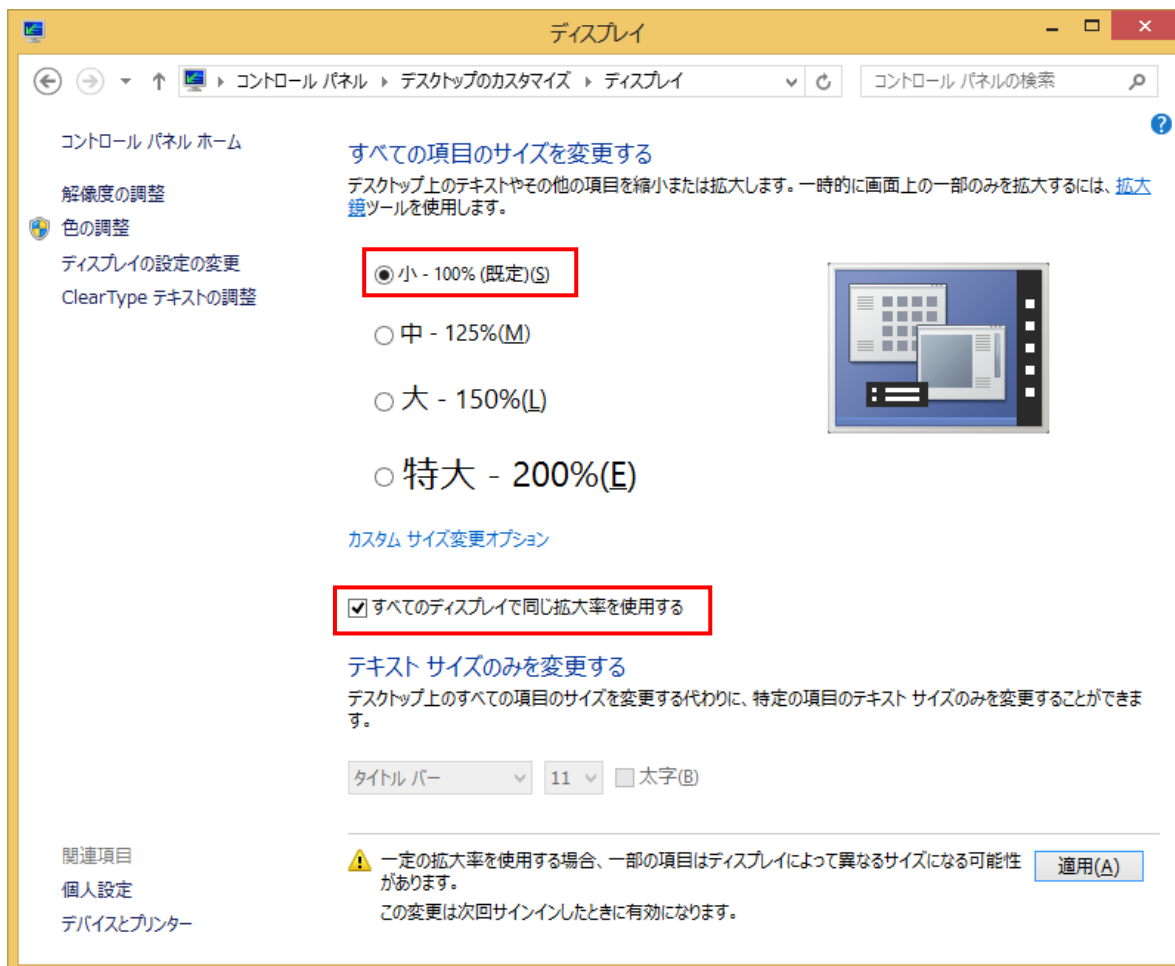 ディスプレイ
コントロール パネル デスクトップのカスタマイズ ディスプレイ
コントロール パネルの検索
コントロール パネル ホーム
解像度の調整
色の調整
ディスプレイの設定の変更
ClearType テキストの調整
すべての項目のサイズを変更する
デスクトップ上のテキストやその他の項目を縮小または拡大します。一時的に画面上の一部のみを拡大するには、拡大
鏡ツールを使用します。
小 - 100% (既定)(S)
中 - 125%(M)
大 - 150%(L)
特大 - 200%(E)
カスタム サイズ変更オプション
すべてのディスプレイで同じ拡大率を使用する
テキスト サイズのみを変更する
デスクトップ上のすべての項目のサイズを変更する代わりに、特定の項目のテキスト サイズのみを変更することができま
す。
タイトル バー 11 太字(B)
一定の拡大率を使用する場合、一部の項目はディスプレイによって異なるサイズになる可能性
があります。
この変更は次回サインインしたときに有効になります。
適用(A)
関連項目
個人設定
デバイスとプリンター